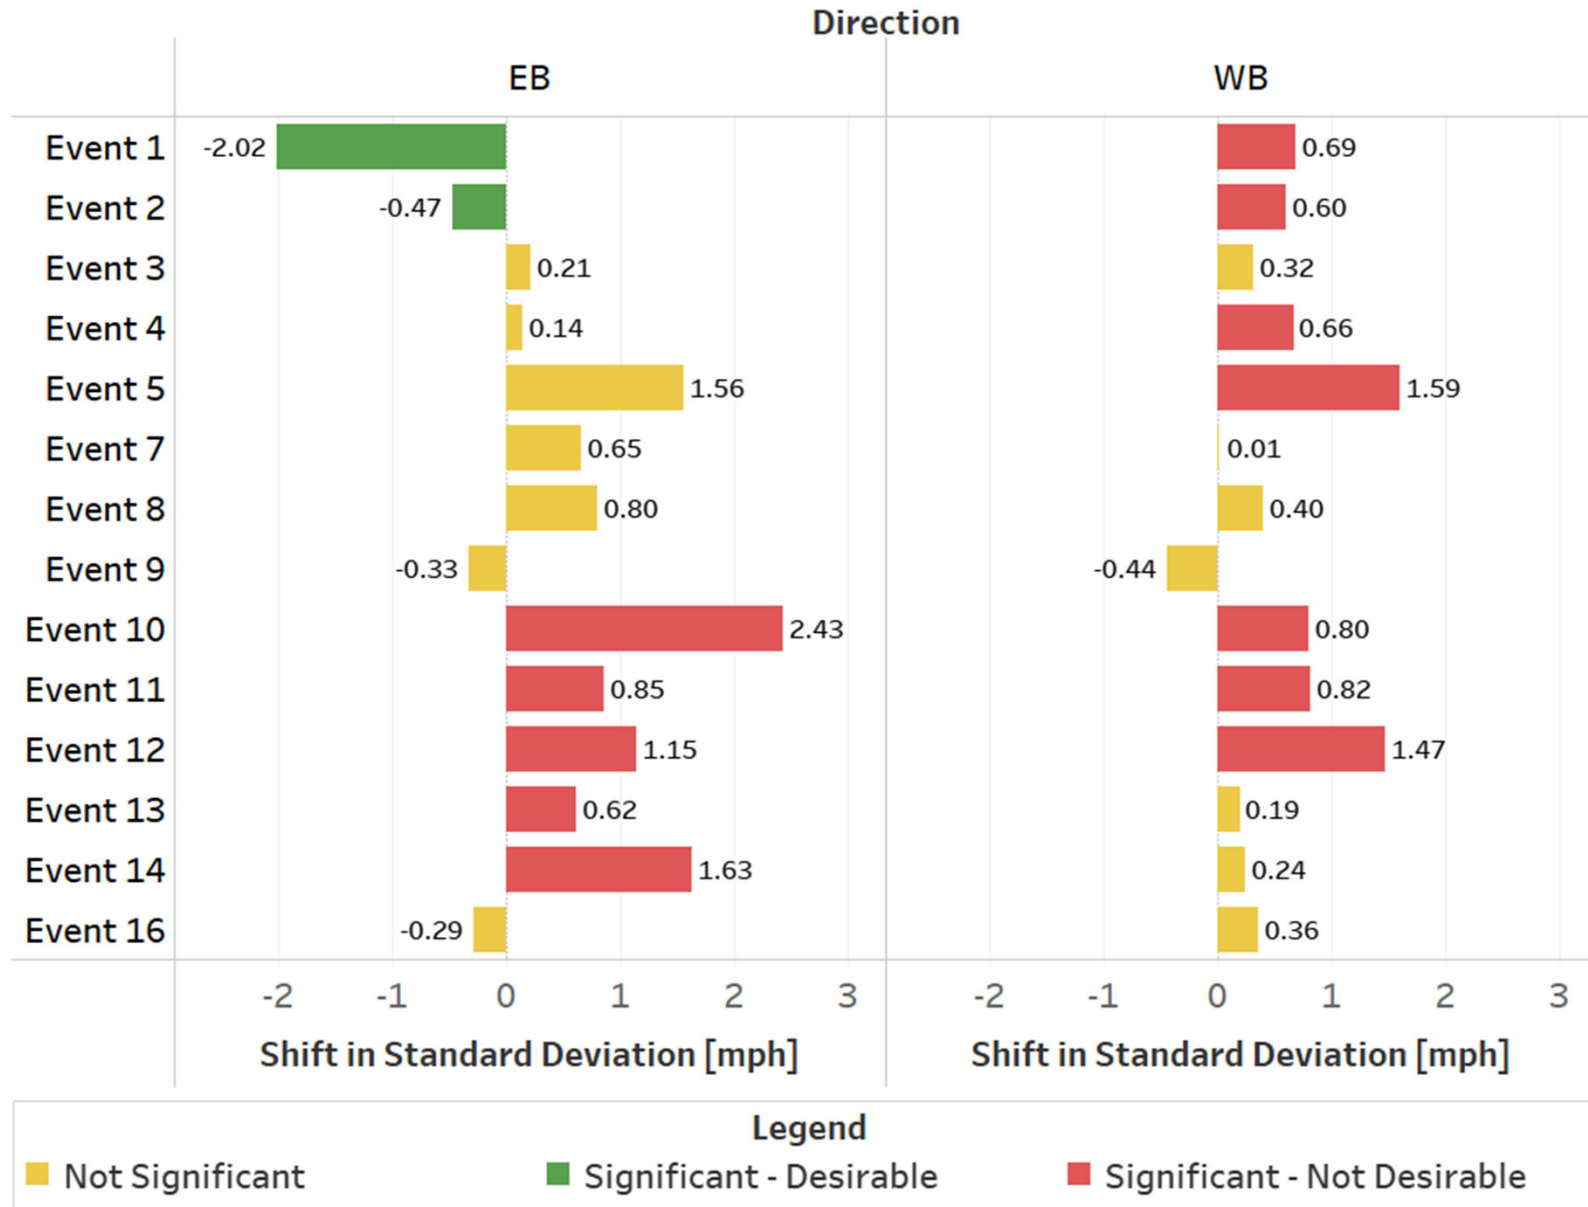 Direction
EB WB
Event 1 -2.02 0.69
Event 2 -0.47 0.60
Event 3 0.21 0.32
Event 4 0.14 0.66
Event 5 1.56 1.59
Event 7 0.65 0.01
Event 8 0.80 0.40
Event 9 -0.33 -0.44
Event 10 2.43 0.80
Event 11 0.85 0.82
Event 12 1.15 1.47
Event 13 0.62 0.19
Event 14 1.63 0.24
Event 16 -0.29 0.36
-2 -1 0 1 2 3 -2 -1 0 1 2 3
Shift in Standard Deviation [mph] Shift in Standard Deviation [mph]
Legend
Not Significant Significant - Desirable Significant - Not Desirable